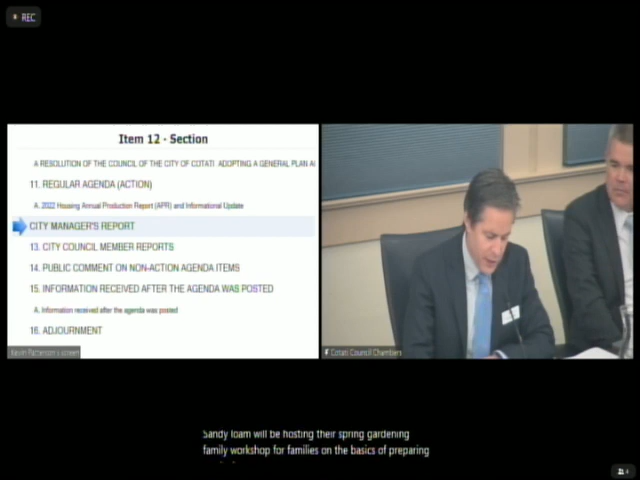 REC
Item 12 - Section
A RESOLUTION OF THE COUNCIL OF THE CITY OF COTATI ADOPTING A GENERAL PLAN AI
11. REGULAR AGENDA (ACTION)
A. 2022 Housing Annual Production Report (APR) and Informational Update
CITY MANAGER'S REPORT
13. CITY COUNCIL MEMBER REPORTS
14. PUBLIC COMMENT ON NON-ACTION AGENDA ITEMS
15. INFORMATION RECEIVED AFTER THE AGENDA WAS POSTED
A. Information received after the agenda was posted
16. ADJOURNMENT
Kevin Patterson's screen
Cotati Council Chambers
Sandy loam will be hosting their spring gardening
family workshop for families on the basics of preparing